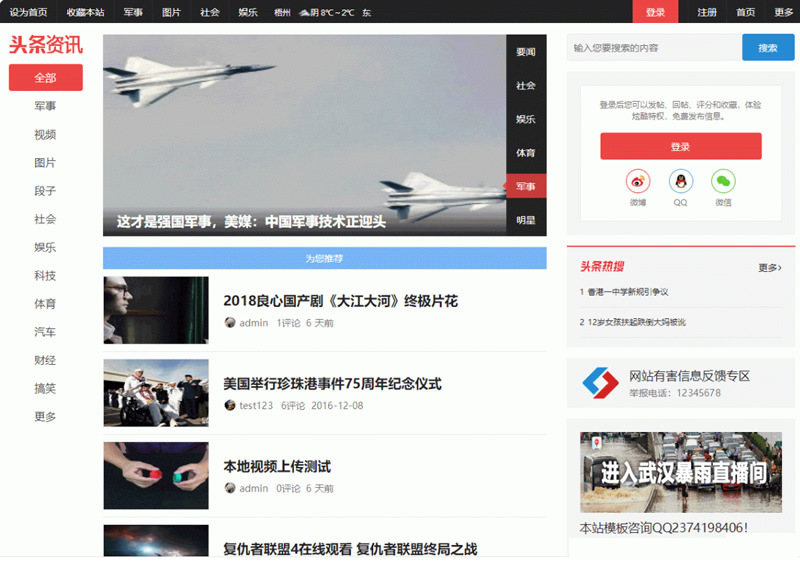 设为首页 收藏本站 军事 图片 社会 娱乐 梧州 阴 8℃~2℃ 东 登录 注册 首页 更多
头条资讯
全部
军事
视频
图片
段子
社会
娱乐
科技
体育
汽车
财经
搞笑
更多
要闻
社会
娱乐
体育
军事
明星
这才是强国军事，美媒：中国军事技术正迎头
为您推荐
2018良心国产剧《大江大河》终极片花
admin 1评论 6 天前
美国举行珍珠港事件75周年纪念仪式
test123 6评论 2016-12-08
本地视频上传测试
admin 0评论 6 天前
复仇者联盟4在线观看 复仇者联盟终局之战
输入您要搜索的内容 搜索
登录后您可以发帖、回帖、评分和收藏，体验
炫酷特权，免费发布信息。
登录
微博 QQ 微信
头条热搜 更多›
1 香港一中学新规引争议
2 12岁女孩扶起跌倒大妈被讹
网站有害信息反馈专区
举报电话：12345678
进入武汉暴雨直播间
本站模板咨询QQ2374198406!